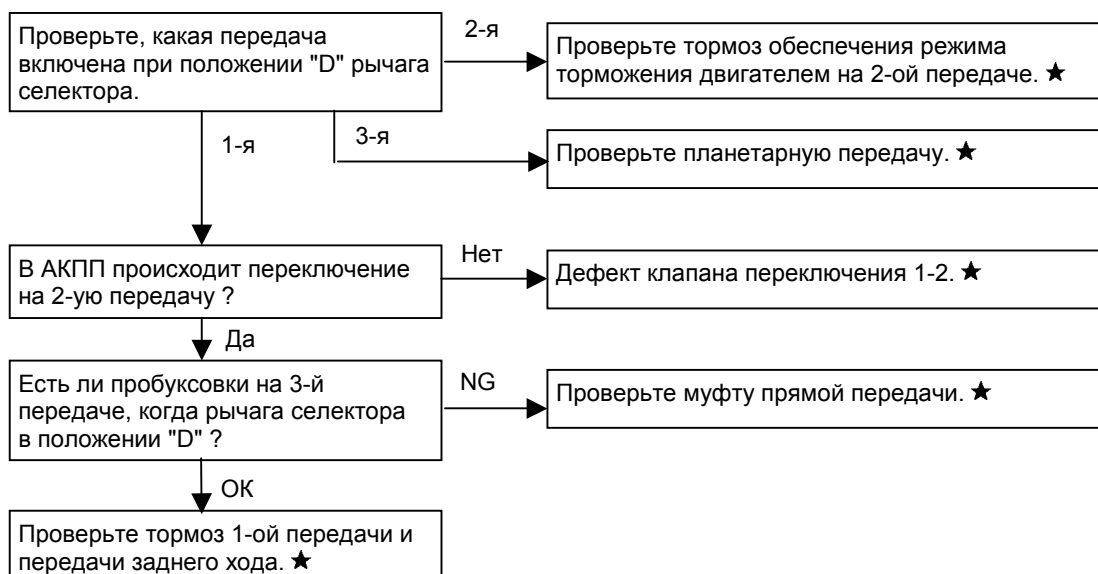 Проверьте, какая передача
включена при положении "D" рычага
селектора.
2-я
Проверьте тормоз обеспечения режима
торможения двигателем на 2-ой передаче. ★
1-я
3-я
Проверьте планетарную передачу. ★
В АКПП происходит переключение
на 2-ую передачу ?
Нет
Дефект клапана переключения 1-2. ★
Да
Есть ли пробуксовки на 3-й
передаче, когда рычага селектора
в положении "D" ?
NG
Проверьте муфту прямой передачи. ★
ОК
Проверьте тормоз 1-ой передачи и
передачи заднего хода. ★